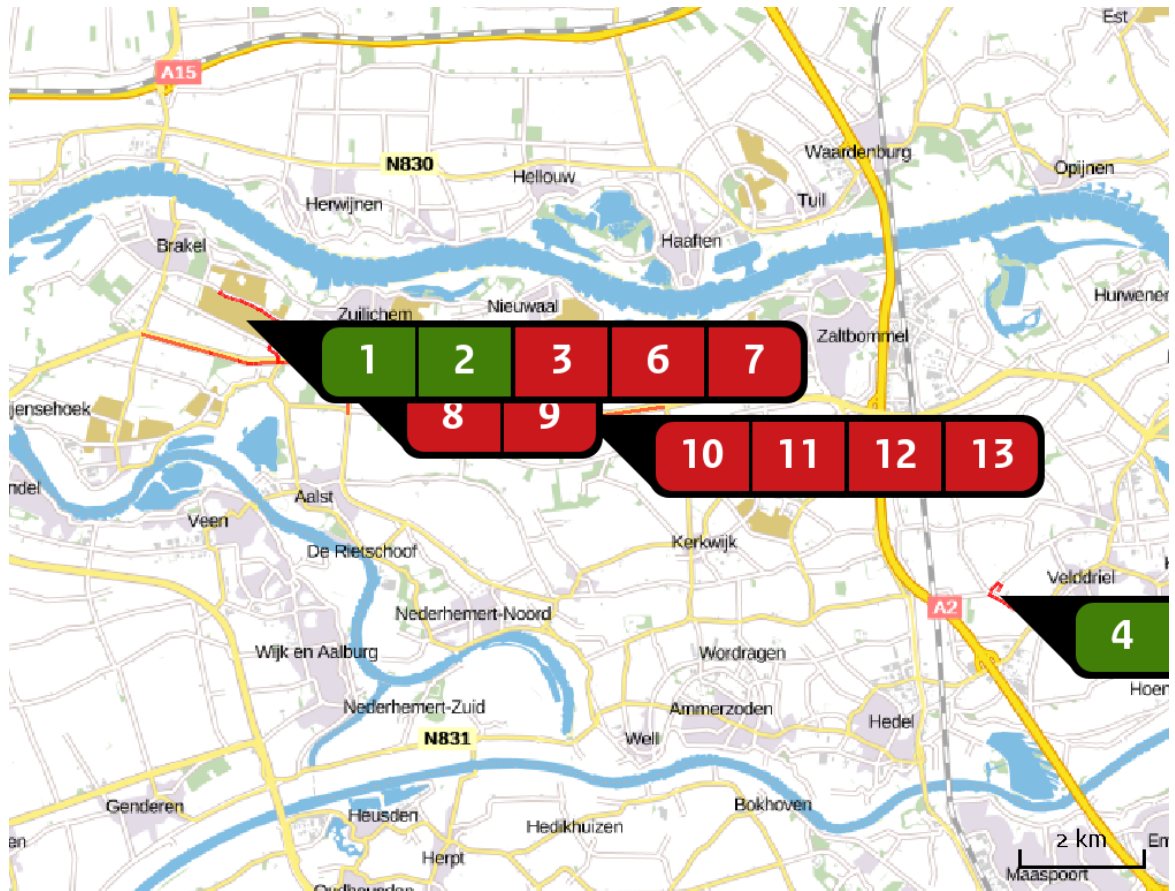 Est
A15
Waardenburg
N830
Opijnen
Hellouw
Tuil
Herwijnen
Haaften
Brakel
Hurwenen
Nieuwaal
Zuilichem
Zaltbommel
1 2 3 6 7
jensehoek
8 9
10 11 12 13
ndel
Aalst
Veen
Kerkwijk
De Rietschoof
Velddriel
A2
Nederhemert-Noord
4
Wijk en Aalburg
Wordragen
Hoen
Nederhemert-Zuid
Ammerzoden
Hedel
N831
Well
Genderen
Bokhoven
Heusden
Hedikhuizen
2 km
en
Em
Herpt
Maaspoort
Oudheusden